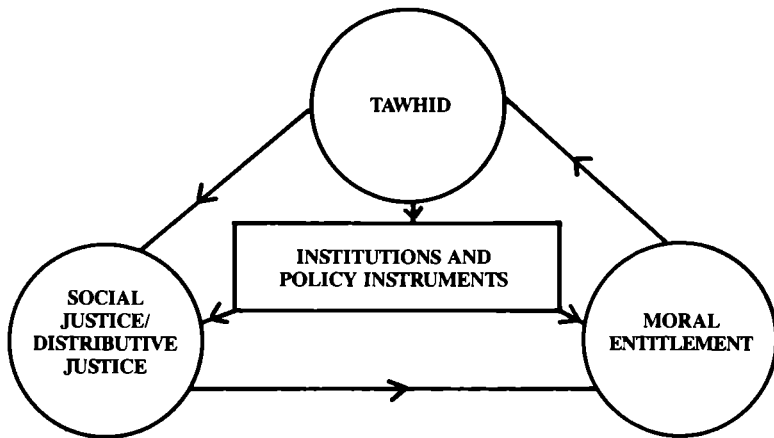 TAWHID
INSTITUTIONS AND
POLICY INSTRUMENTS
SOCIAL
JUSTICE/
DISTRIBUTIVE
JUSTICE
MORAL
ENTITLEMENT